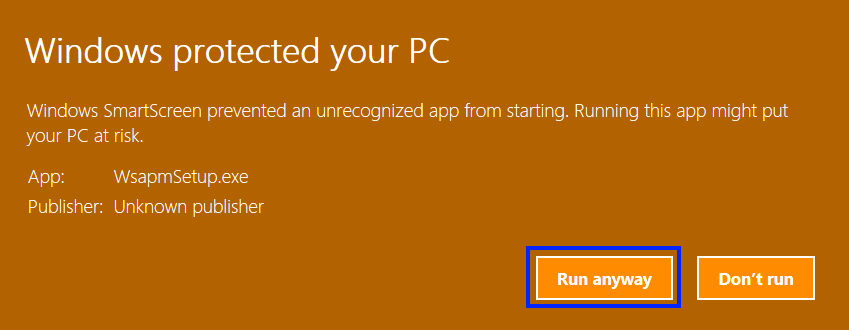 Windows protected your PC
Windows SmartScreen prevented an unrecognized app from starting. Running this app might put
your PC at risk.
App: WsapmSetup.exe
Publisher: Unknown publisher
Run anyway Don't run